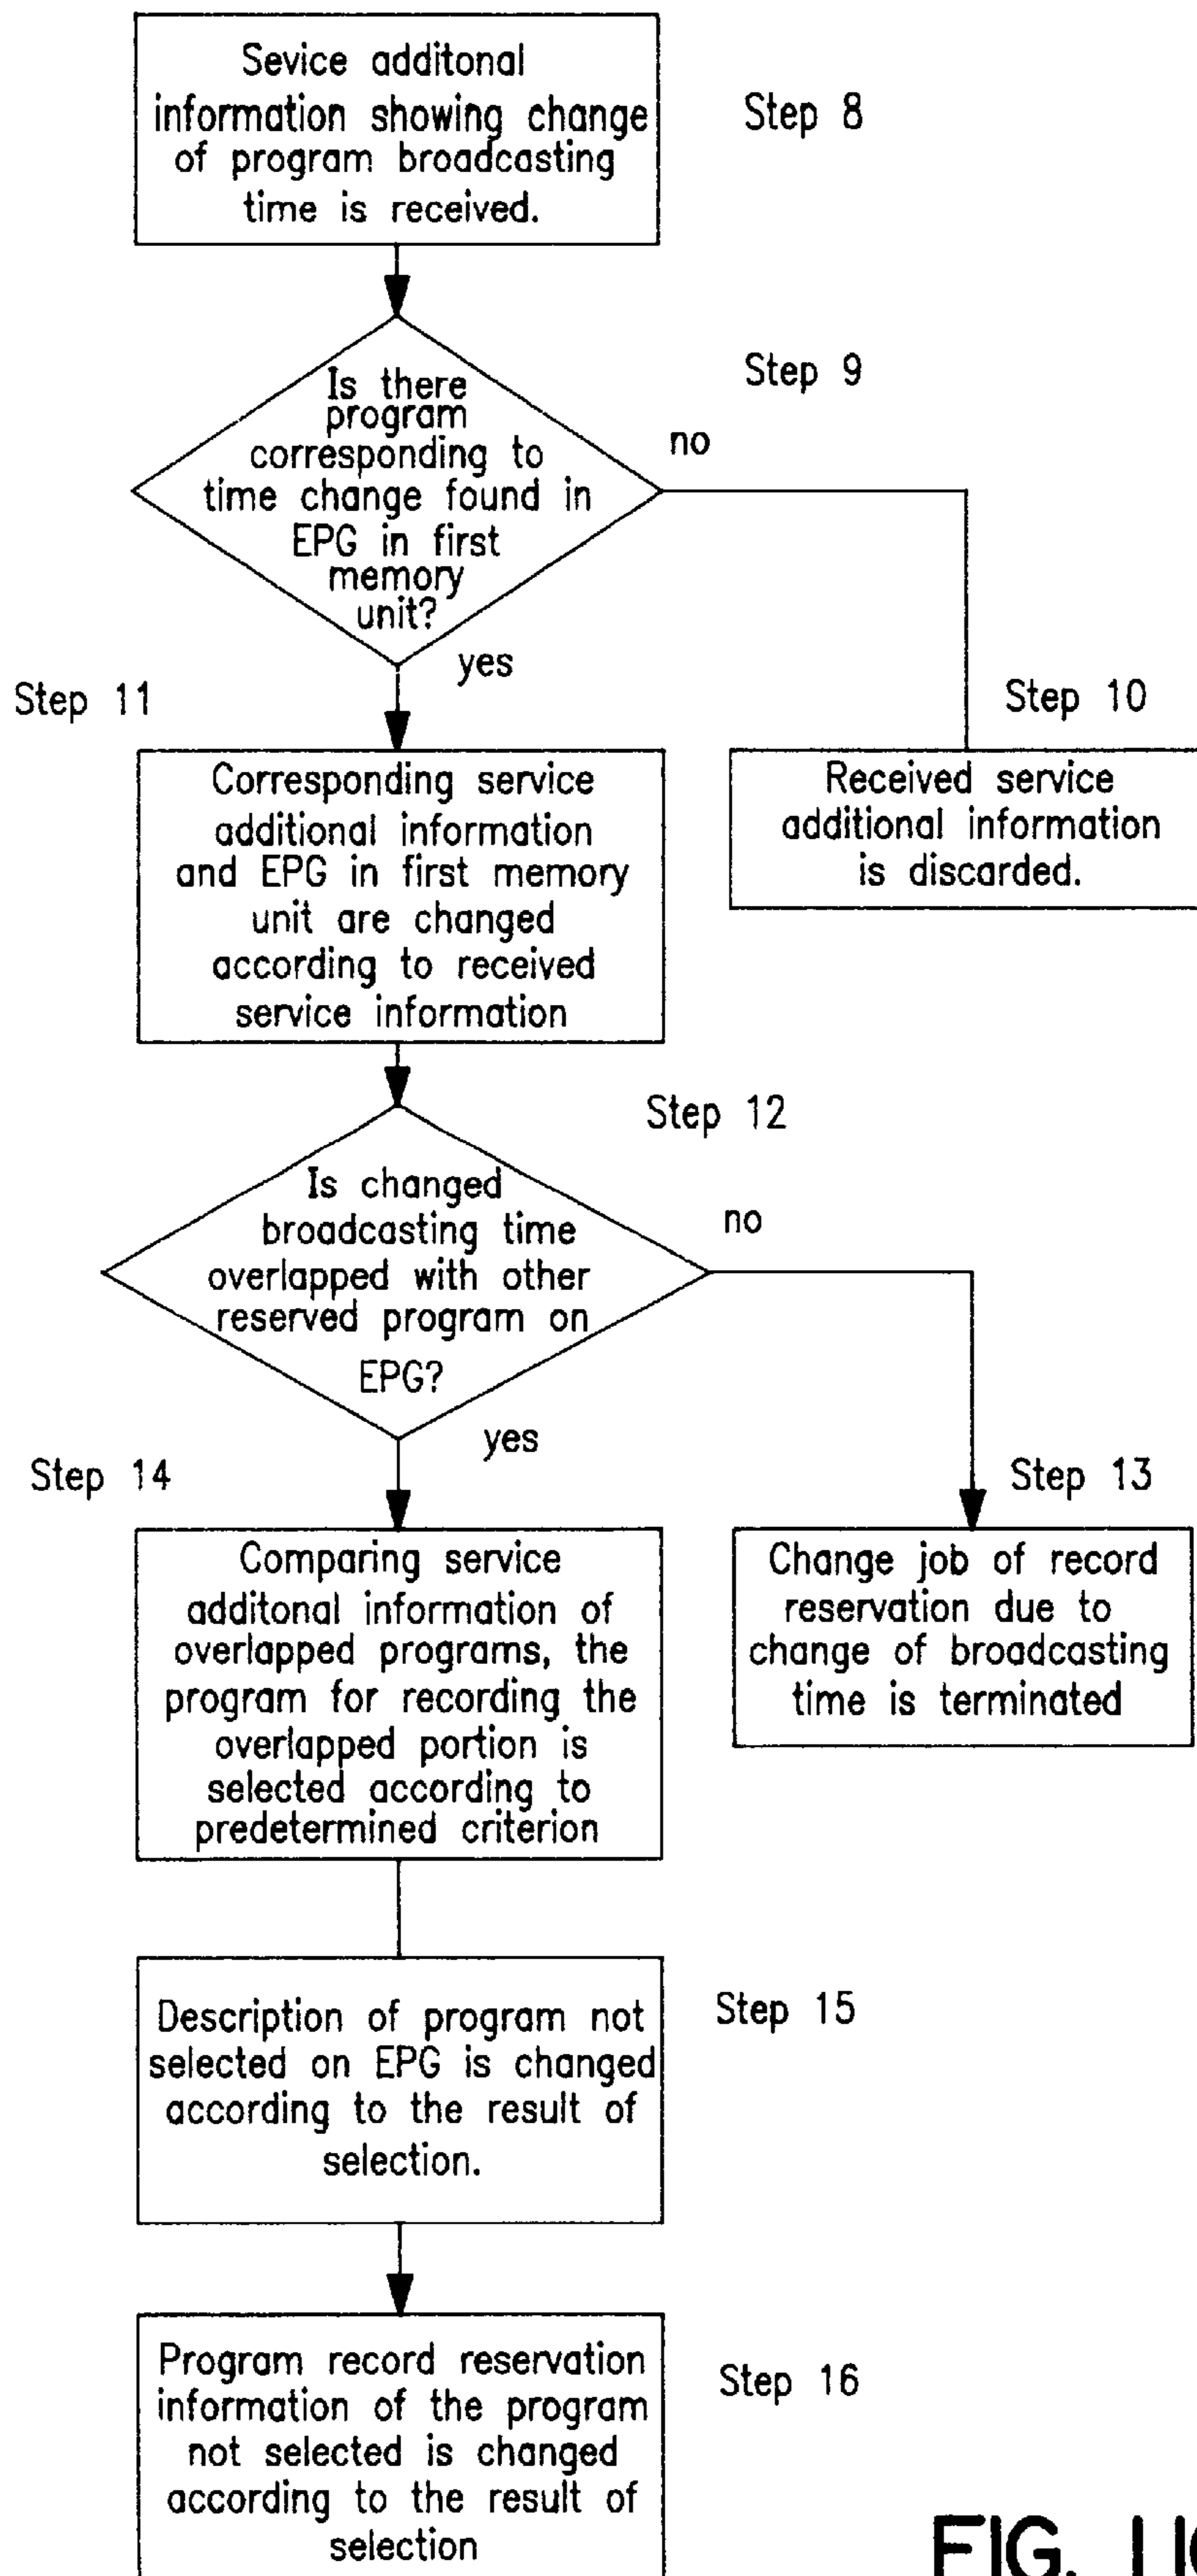 Sevice additonal
information showing change
of program broadcasting
time is received.
Step 8
Step 9
Is there
program
corresponding to
time change found in
EPG in first
memory
unit?
no
yes
Step 11
Step 10
Corresponding service
additional information
and EPG in first memory
unit are changed
according to received
service information
Received service
additional information
is discarded.
Step 12
Is changed
broadcasting time
overlapped with other
reserved program on
EPG?
no
yes
Step 14
Step 13
Comparing service
additonal information of
overlapped programs, the
program for recording the
overlapped portion is
selected according to
predetermined criterion
Change job of record
reservation due to
change of broadcasting
time is terminated
Description of program not
selected on EPG is changed
according to the result of
selection.
Step 15
Program record reservation
information of the program
not selected is changed
according to the result of
selection
Step 16
FIG.